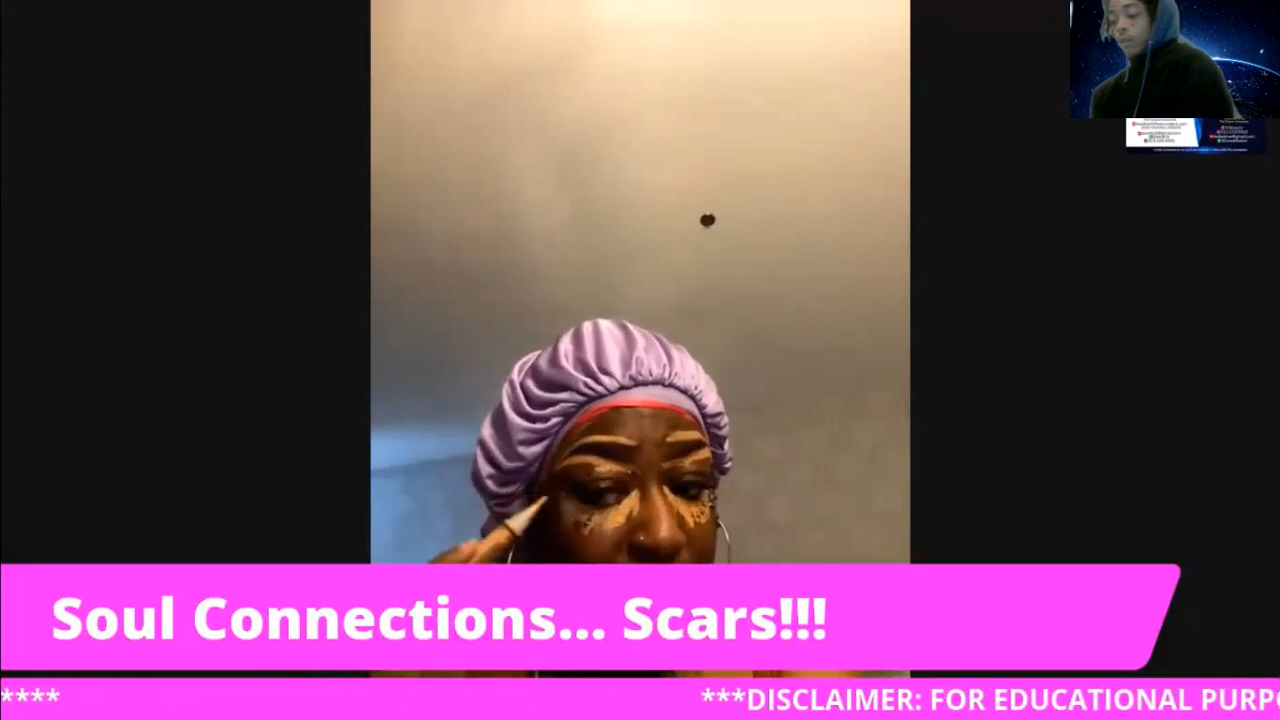 Soul Connections... Scars!!!
**** ***DISCLAIMER: FOR EDUCATIONAL PURPO